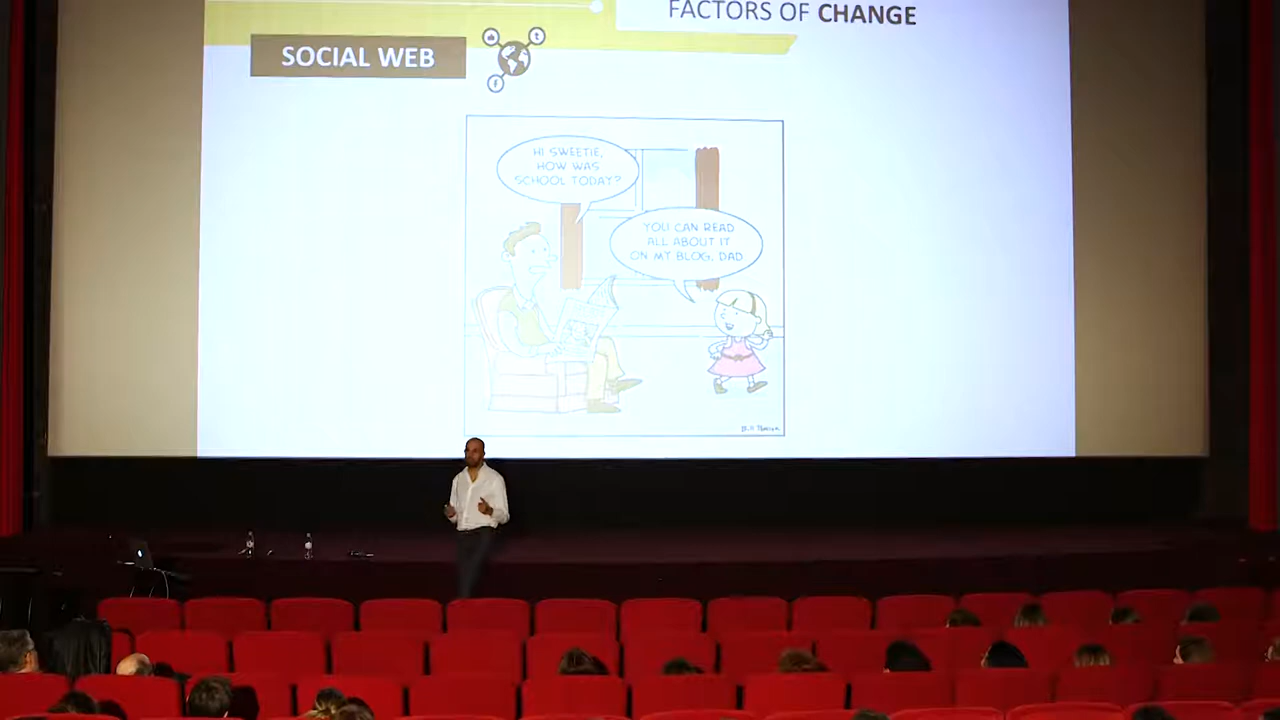 FACTORS OF CHANGE
SOCIAL WEB
HI SWEETIE,
HOW WAS
SCHOOL TODAY?
YOU CAN READ
ALL ABOUT IT
ON MY BLOG, DAD